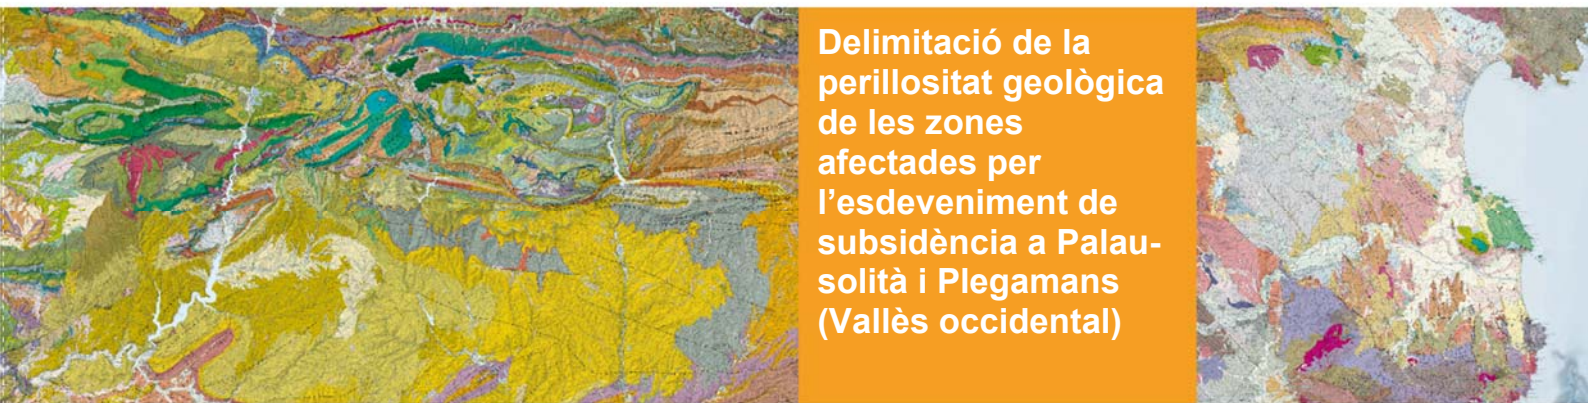 Delimitació de la
perillositat geològica
de les zones
afectades per
l’esdeveniment de
subsidència a Palau-
solità i Plegamans
(Vallès occidental)